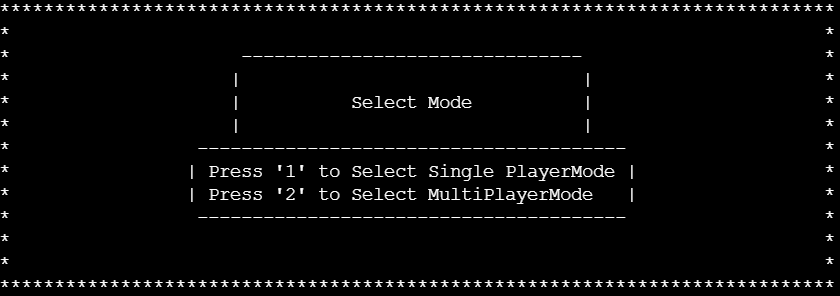 ****************************************************************************
*                                                                          *
*                     -------------------------------                      *
*                    |                               |                     *
*                    |          Select Mode          |                     *
*                    |                               |                     *
*                 ---------------------------------------                  *
*                | Press '1' to Select Single PlayerMode |                 *
*                | Press '2' to Select MultiPlayerMode   |                 *
*                 ---------------------------------------                  *
*                                                                          *
*                                                                          *
****************************************************************************